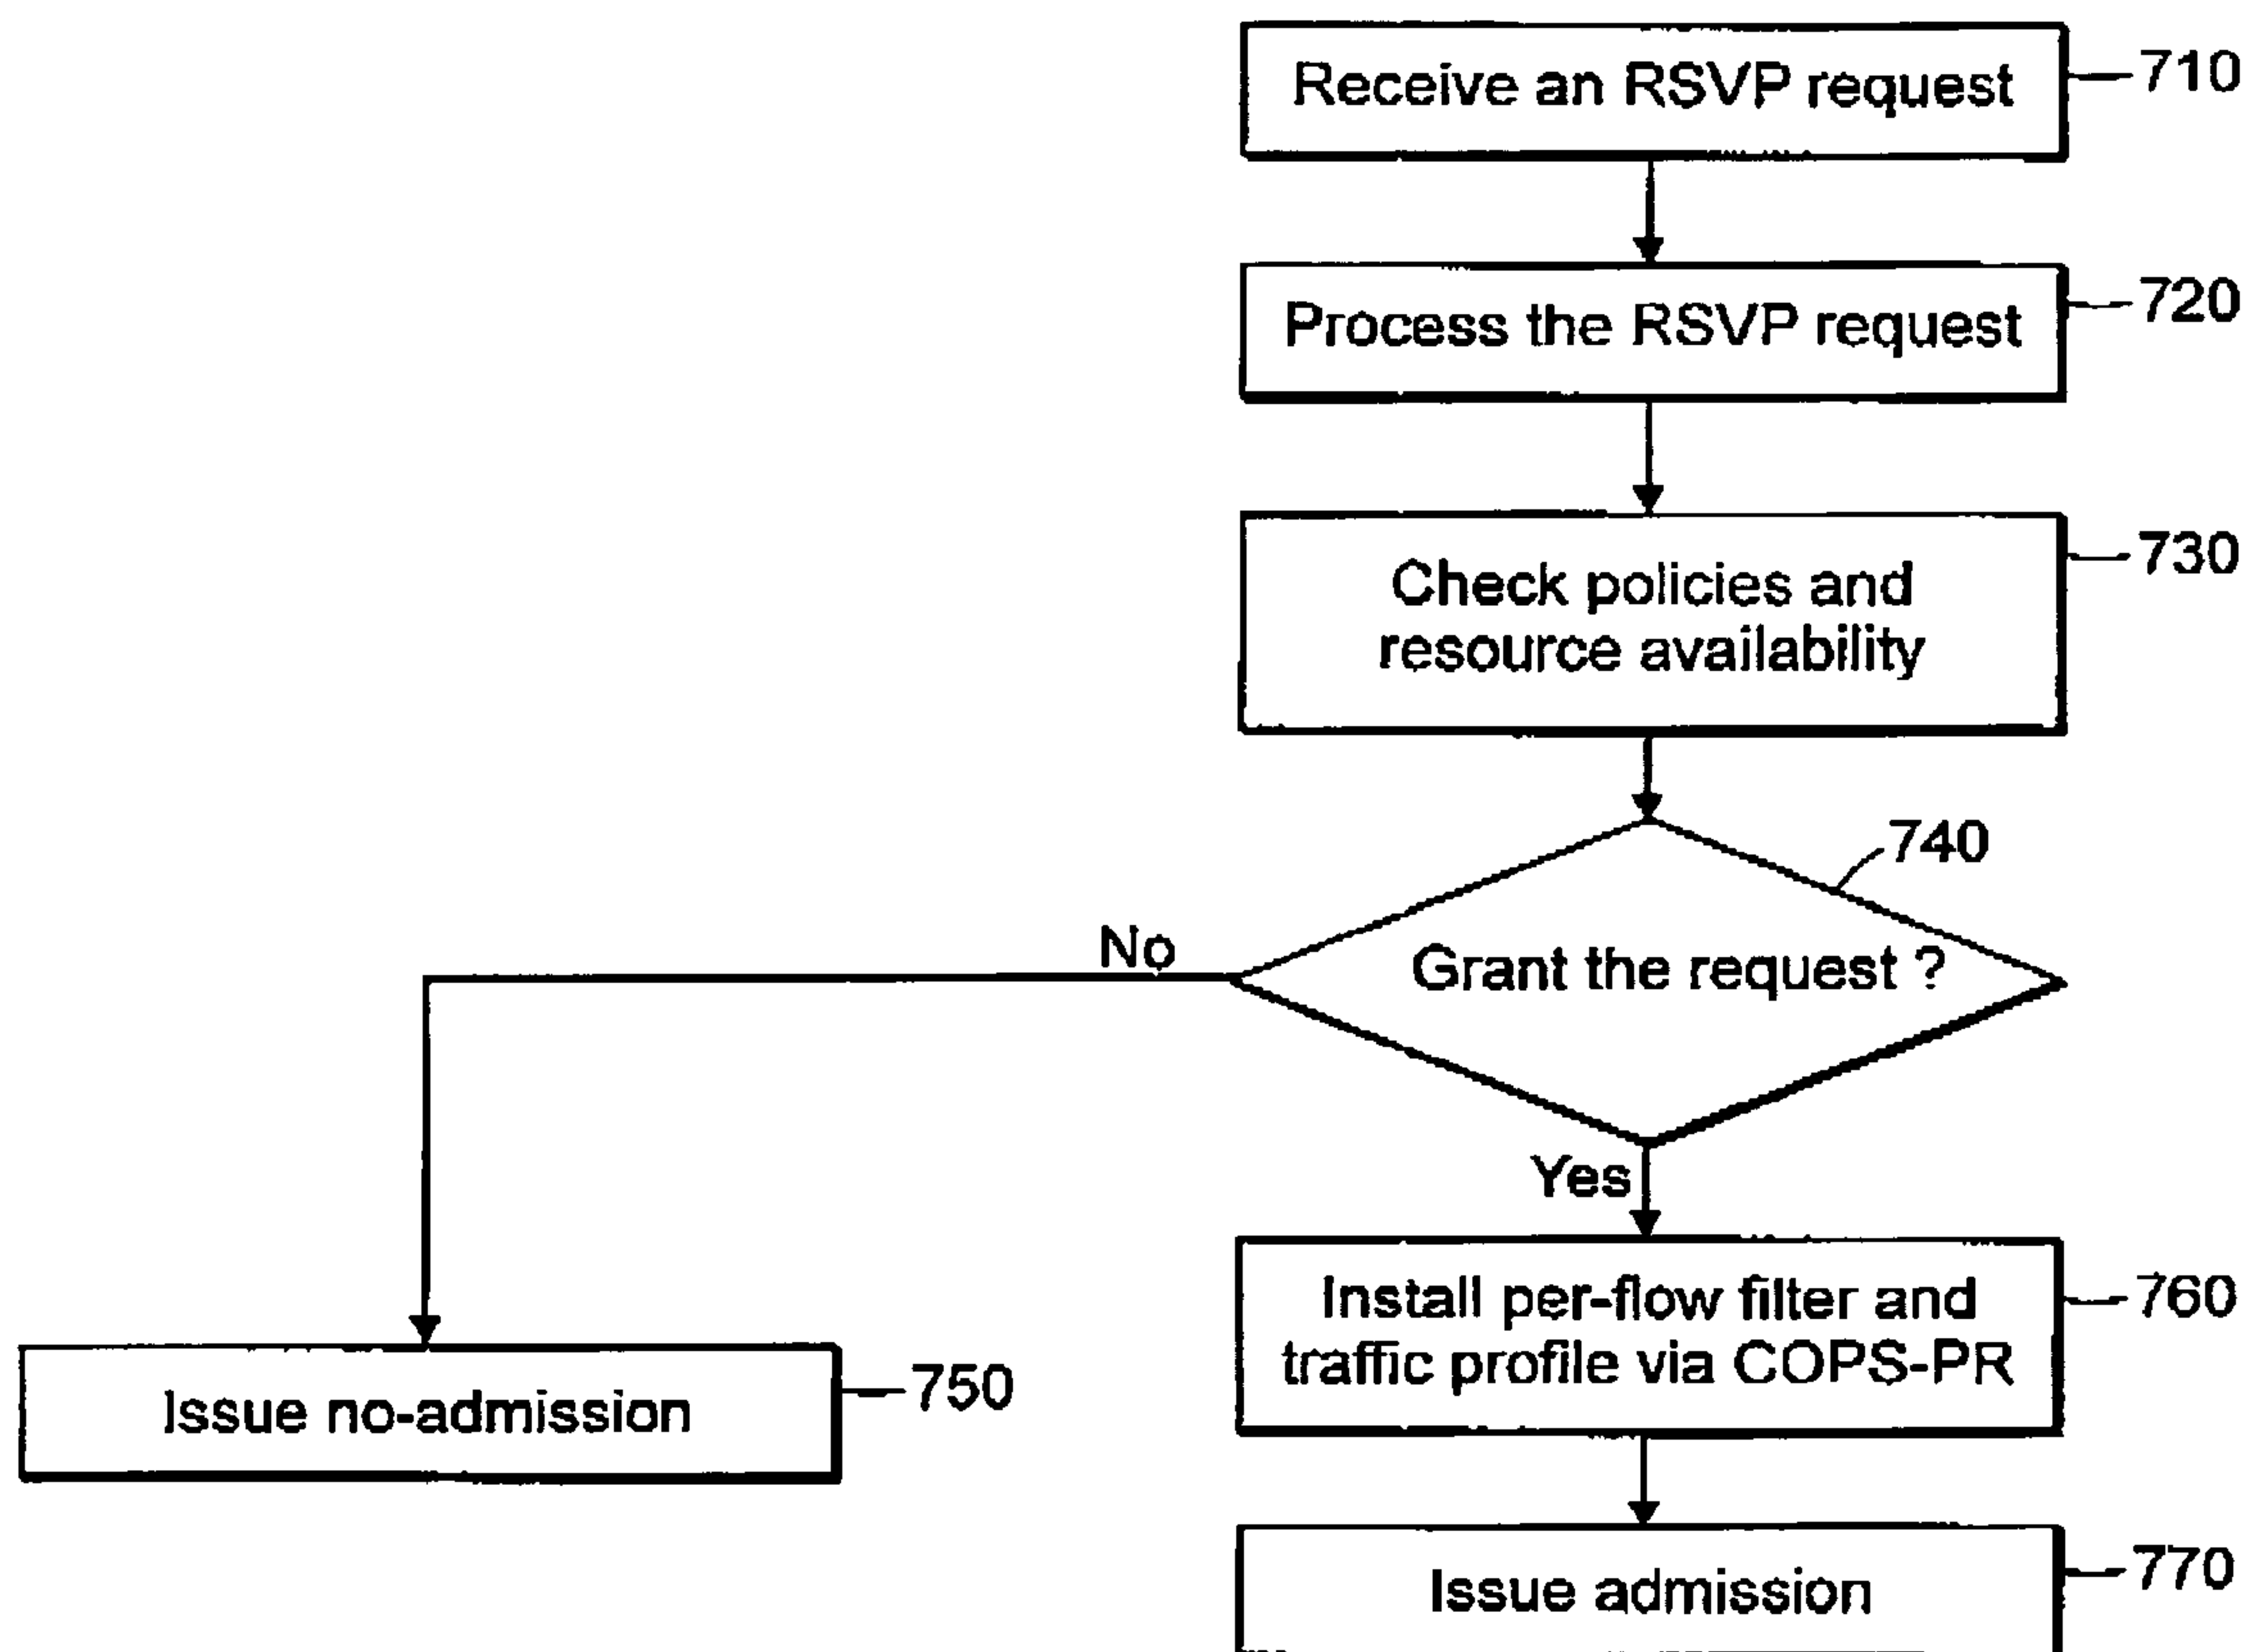 Receive an RSVP request
710
Process the RSVP request
720
Check policies and
resource availability
730
740
Grant the request ?
No
Yes
Install per-flow filter and
traffic profile via COPS-PR
760
Issue no-admission
750
Issue admission
770